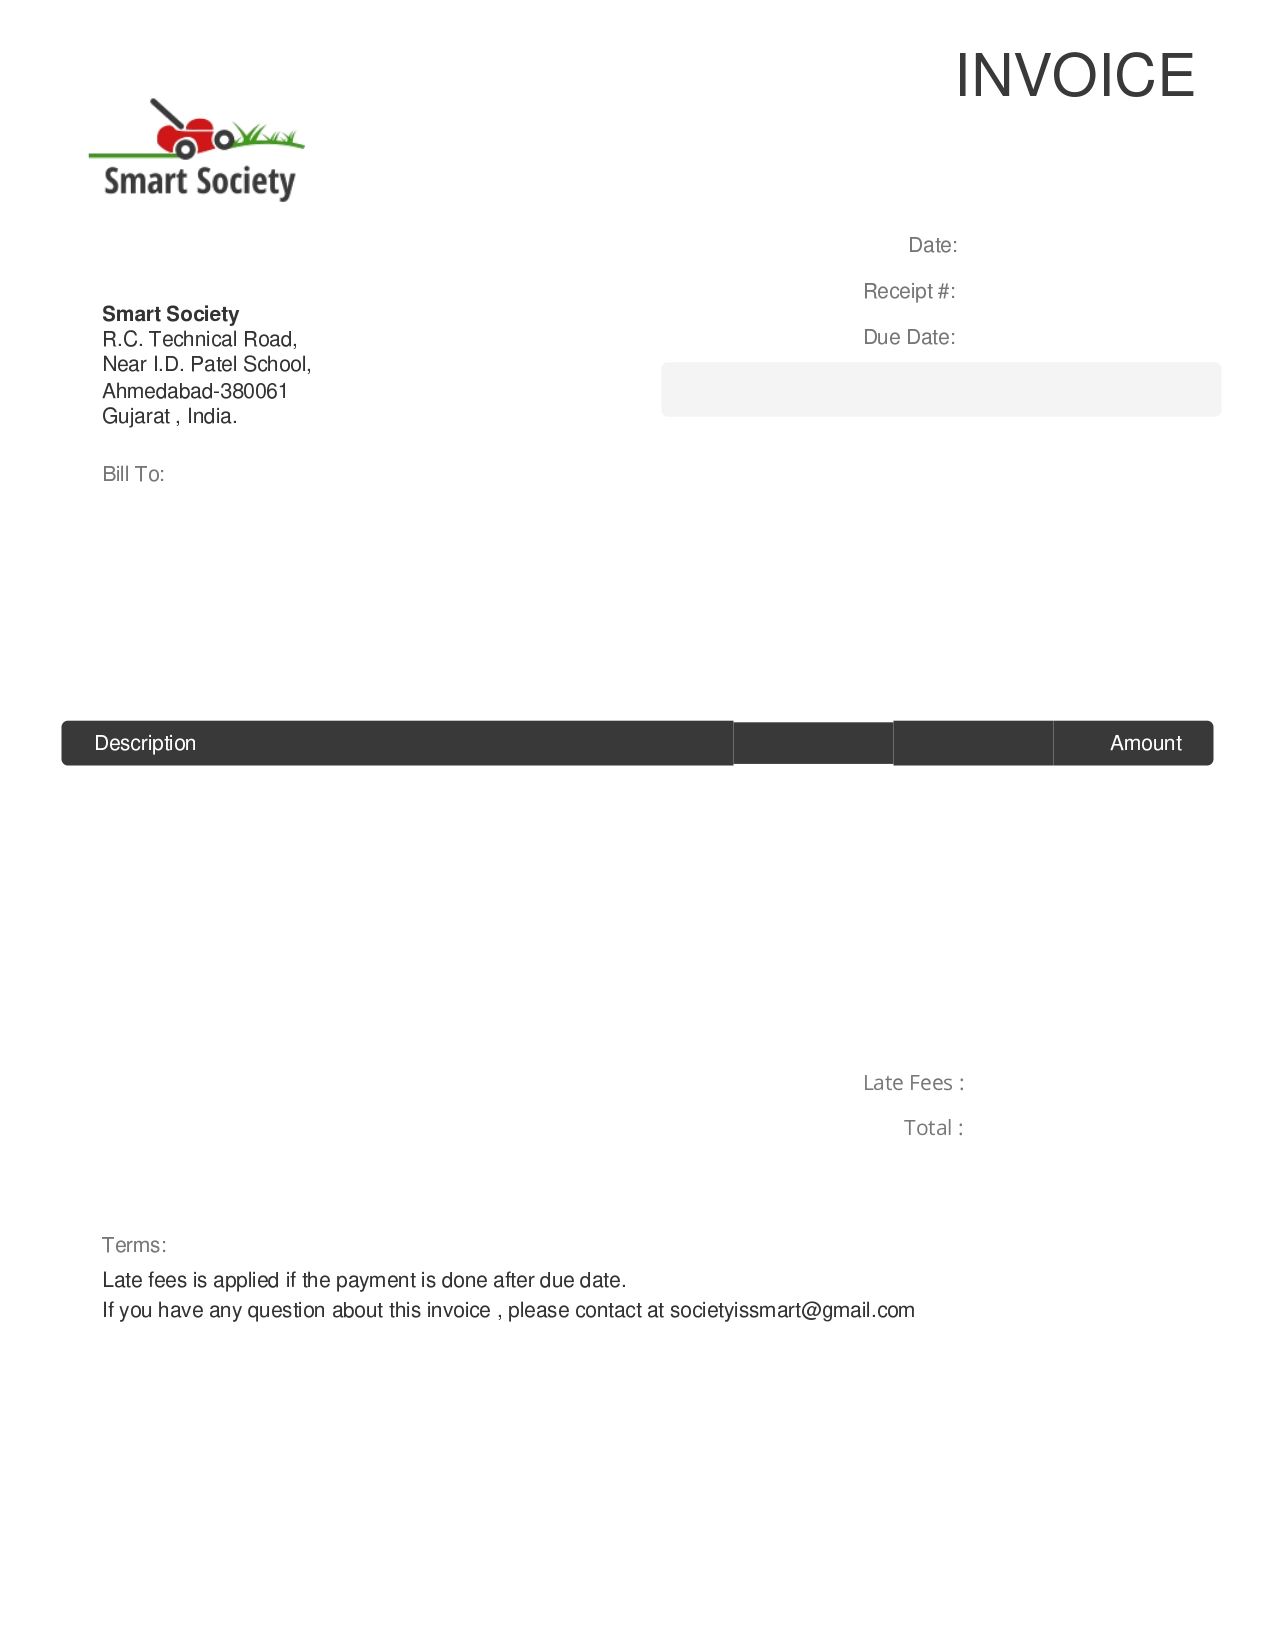 INVOICE
Smart Society
Date:
Receipt #:
Due Date:
Smart Society
R.C. Technical Road,
Near I.D. Patel School,
Ahmedabad-380061
Gujarat , India.
Bill To:
Description Amount
Late Fees :
Total :
Terms:
Late fees is applied if the payment is done after due date.
If you have any question about this invoice , please contact at societyissmart@gmail.com